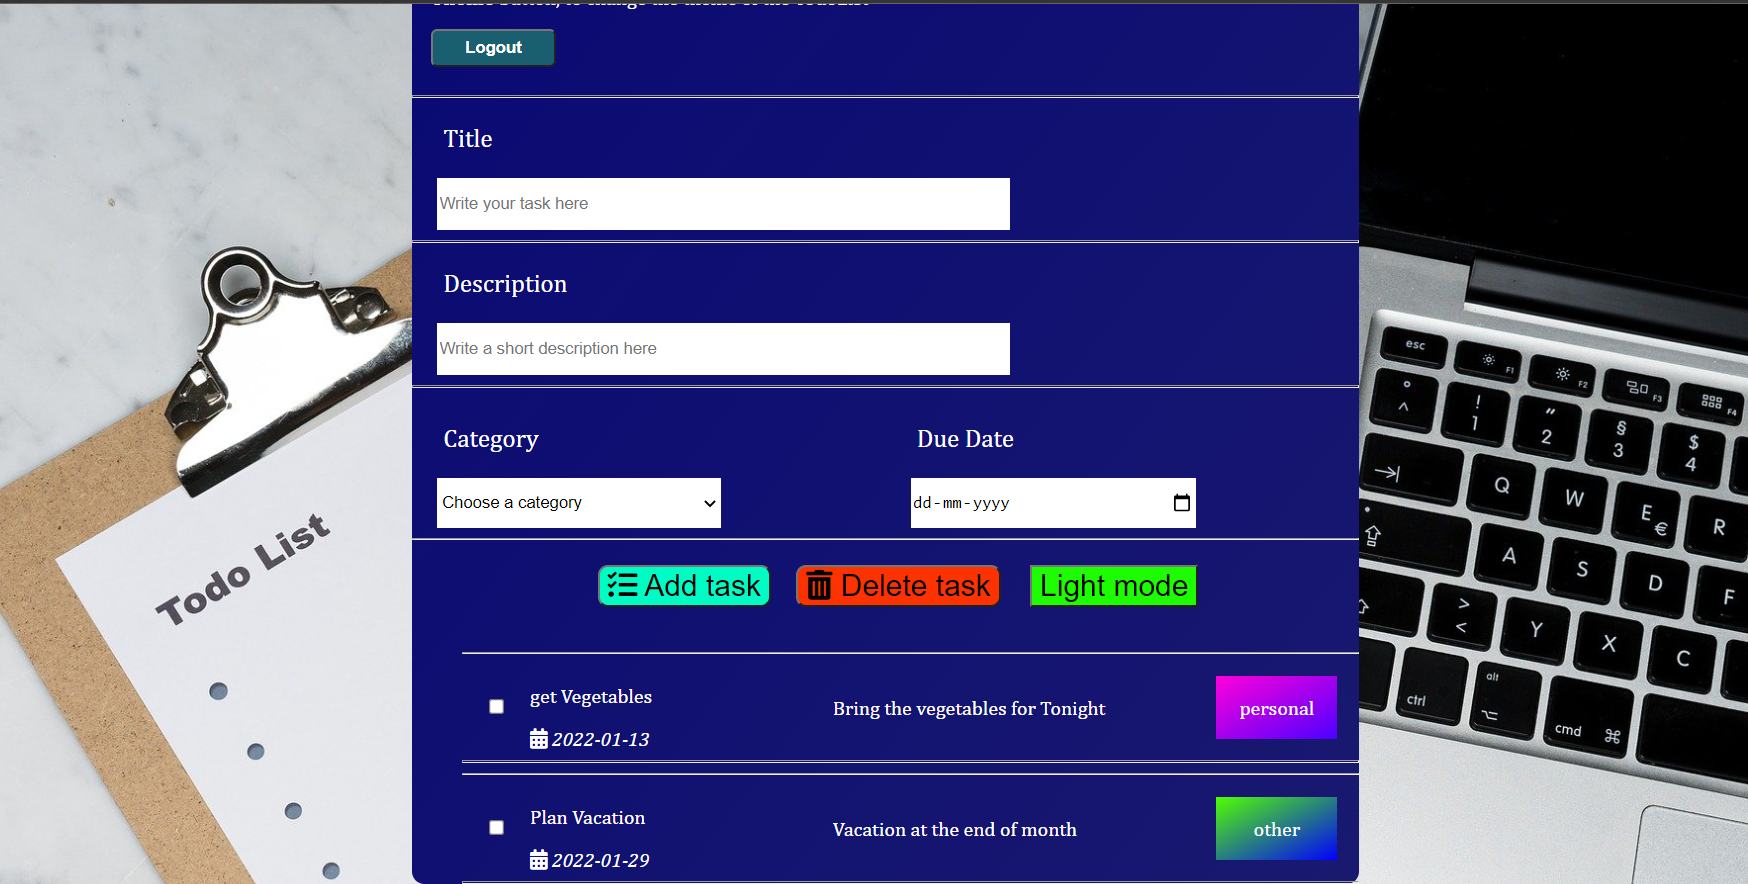 Logout
Title
Write your task here
Description
Write a short description here
Category
Due Date
Choose a category
dd-mm-yyyy
Add task
Delete task
Light mode
get Vegetables
2022-01-13
Bring the vegetables for Tonight
personal
Plan Vacation
2022-01-29
Vacation at the end of month
other
Todo List
esc
F1
F2
F3
F4
^
!
1
"
2
§
3
$
4
Q
W
E
€
R
A
S
D
F
>
<
Y
X
C
ctrl
alt
cmd
⌘